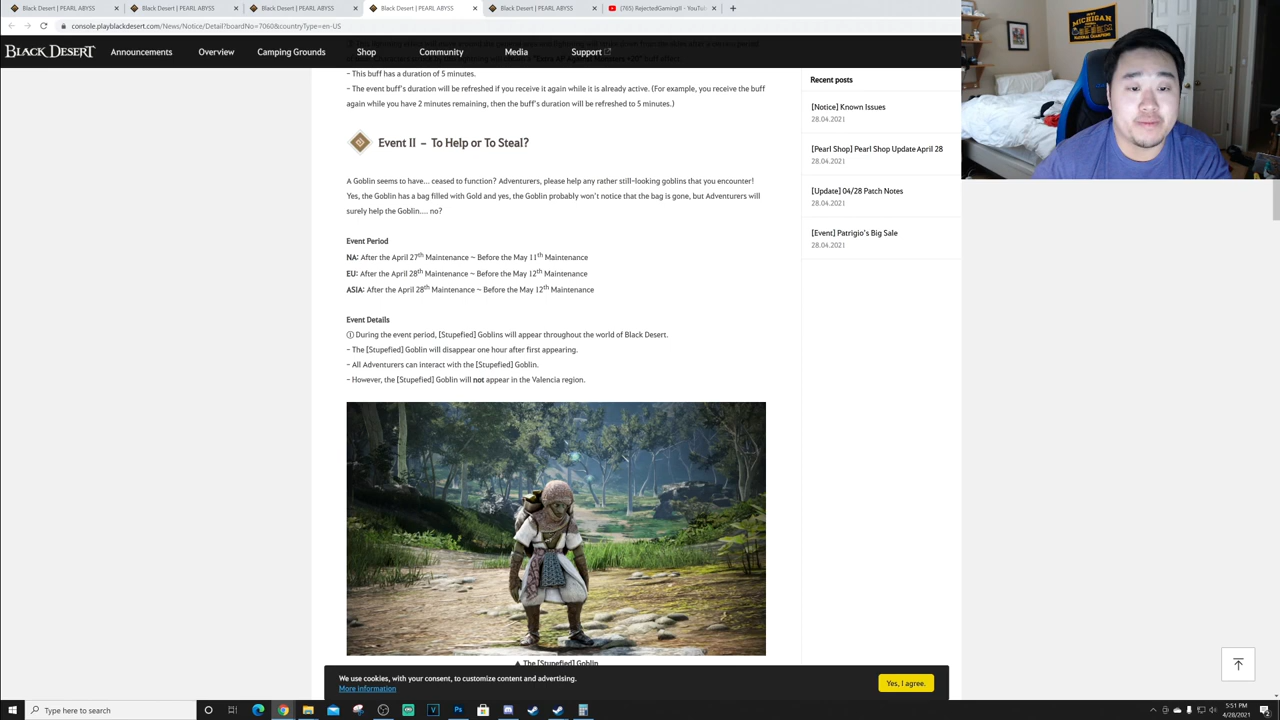 Black Desert | PEARL ABYSS
Black Desert | PEARL ABYSS
Black Desert | PEARL ABYSS
Black Desert | PEARL ABYSS
Black Desert | PEARL ABYSS
(765) RejectedGamingII - YouTu
console.playblackdesert.com/News/Notice/Detail?boardNo=7060&countryType=en-US
BLACK DESERT
Announcements
Overview
Camping Grounds
Shop
Community
Media
Support
- This buff has a duration of 5 minutes.
- The event buff's duration will be refreshed if you receive it again while it is already active. (For example, you receive the buff
again while you have 2 minutes remaining, then the buff's duration will be refreshed to 5 minutes.)
Event II - To Help or To Steal?
A Goblin seems to have... ceased to function? Adventurers, please help any rather still-looking goblins that you encounter!
Yes, the Goblin has a bag filled with Gold and yes, the Goblin probably won't notice that the bag is gone, but Adventurers will
surely help the Goblin.... no?
Event Period
NA: After the April 27th Maintenance ~ Before the May 11th Maintenance
EU: After the April 28th Maintenance ~ Before the May 12th Maintenance
ASIA: After the April 28th Maintenance ~ Before the May 12th Maintenance
Event Details
① During the event period, [Stupefied] Goblins will appear throughout the world of Black Desert.
- The [Stupefied] Goblin will disappear one hour after first appearing.
- All Adventurers can interact with the [Stupefied] Goblin.
- However, the [Stupefied] Goblin will not appear in the Valencia region.
▲ The [Stupefied] Goblin
Recent posts
[Notice] Known Issues
28.04.2021
[Pearl Shop] Pearl Shop Update April 28
28.04.2021
[Update] 04/28 Patch Notes
28.04.2021
[Event] Patrigio's Big Sale
28.04.2021
MICHIGAN
We use cookies, with your consent, to customize content and advertising.
More information
Yes, I agree.
Type here to search
5:51 PM
4/28/2021